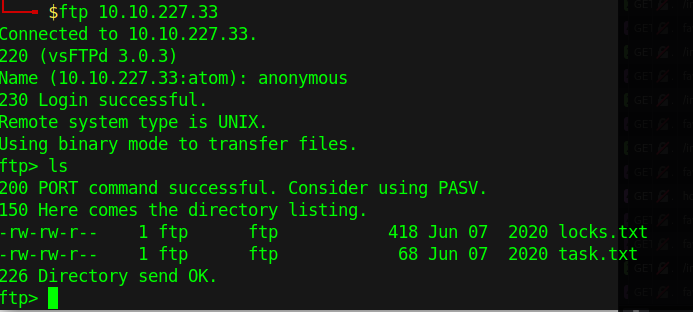 $ftp 10.10.227.33
Connected to 10.10.227.33.
220 (vsFTPd 3.0.3)
Name (10.10.227.33:atom): anonymous
230 Login successful.
Remote system type is UNIX.
Using binary mode to transfer files.
ftp> ls
200 PORT command successful. Consider using PASV.
150 Here comes the directory listing.
-rw-rw-r--    1 ftp      ftp           418 Jun 07  2020 locks.txt
-rw-rw-r--    1 ftp      ftp            68 Jun 07  2020 task.txt
226 Directory send OK.
ftp>